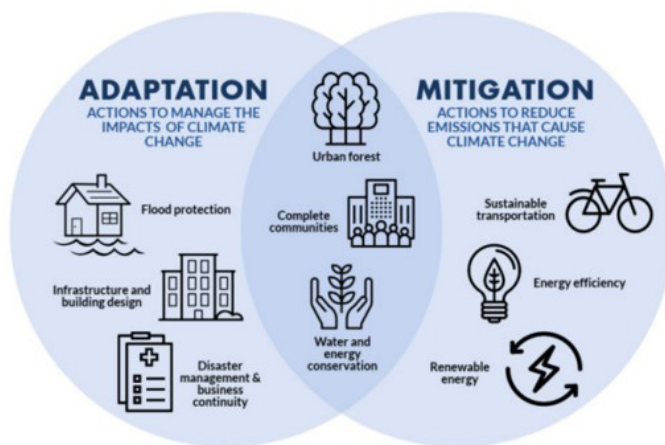 ADAPTATION
ACTIONS TO MANAGE THE
IMPACTS OF CLIMATE
CHANGE
Flood protection
Infrastructure and
building design
Disaster
management &
business
continuity
Urban forest
Complete
communities
Water and
energy
conservation
MITIGATION
ACTIONS TO REDUCE
EMISSIONS THAT CAUSE
CLIMATE CHANGE
Sustainable
transportation
Energy efficiency
Renewable
energy